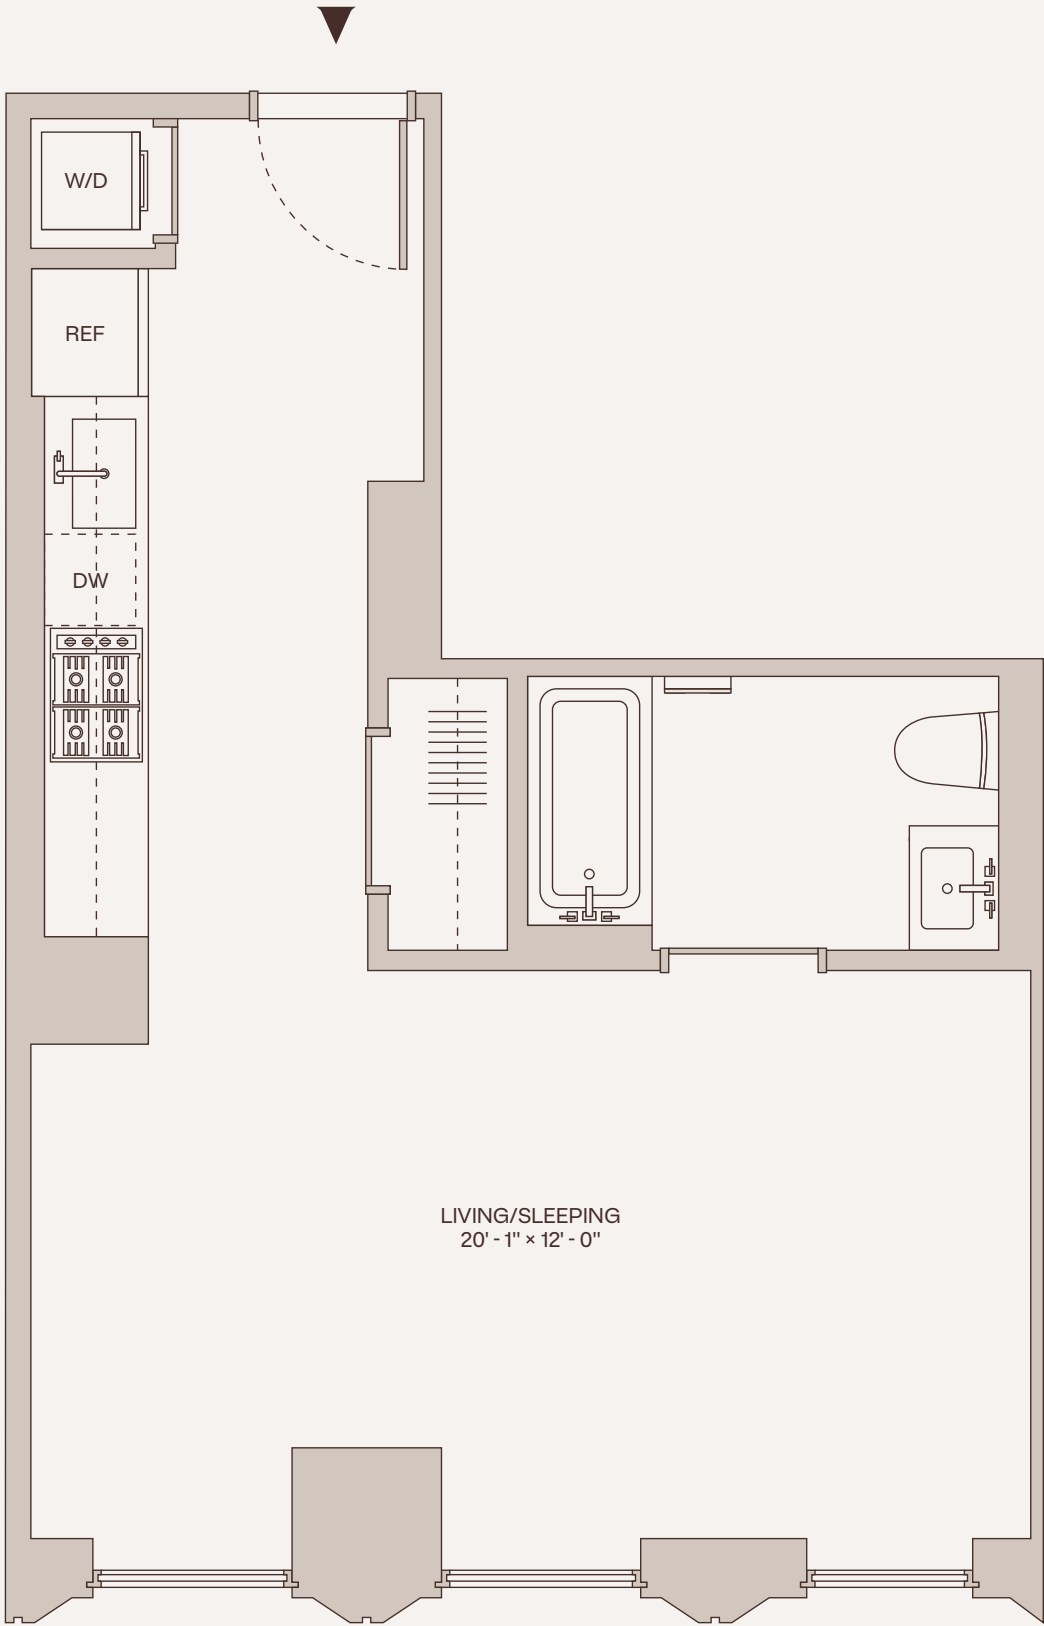 W/D
REF
DW
LIVING/SLEEPING
20' - 1" × 12' - 0"